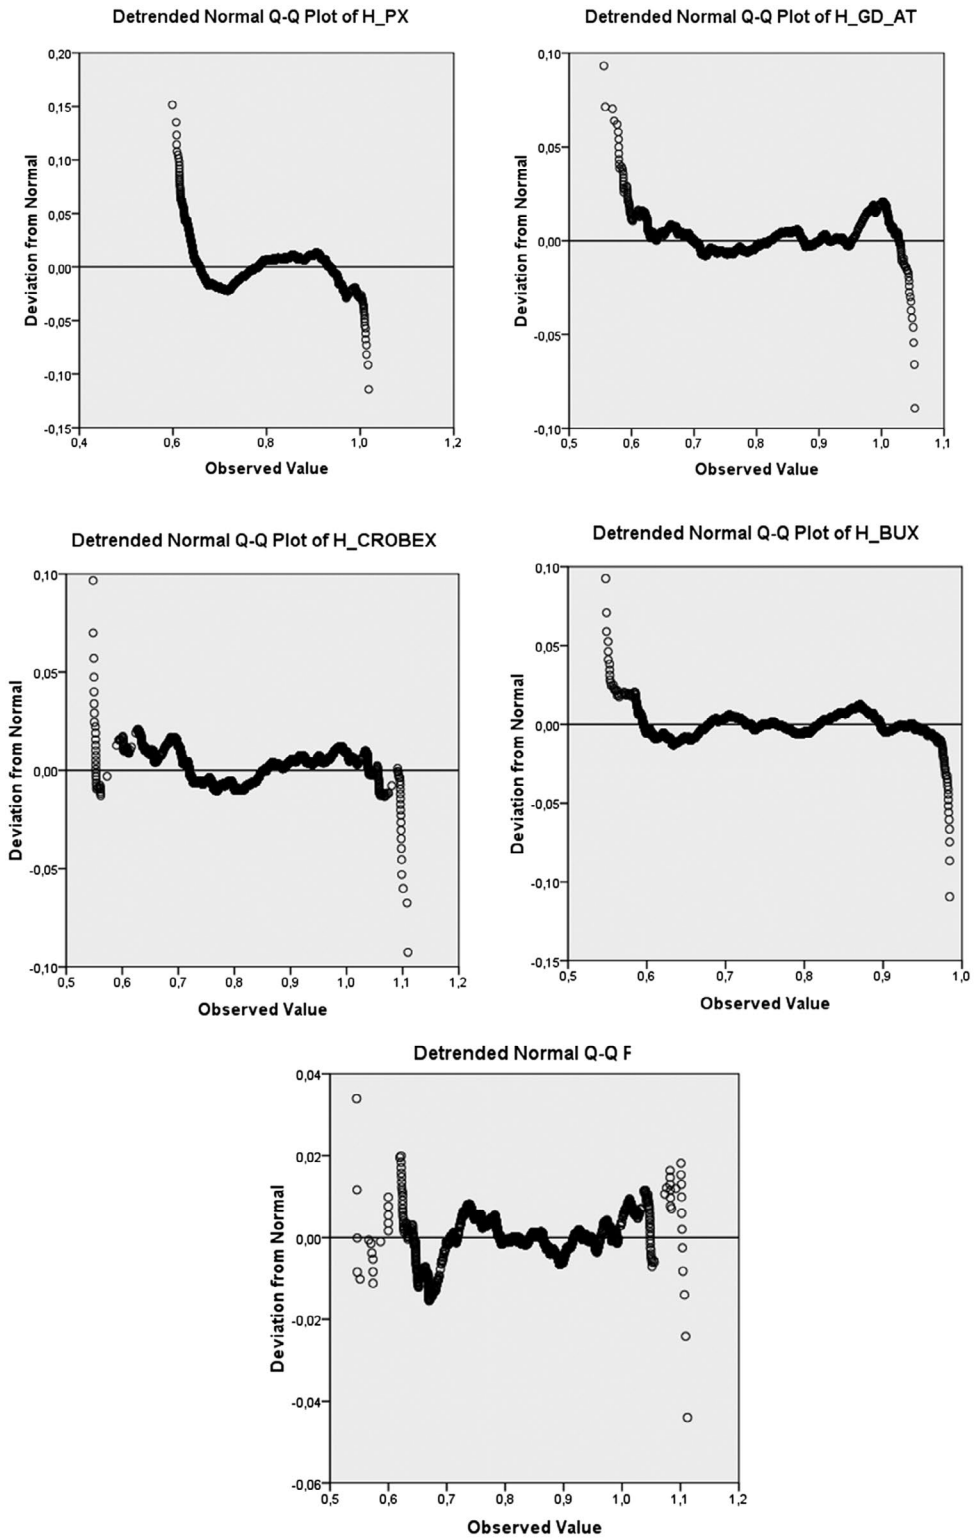 Detrended Normal Q-Q Plot of H_PX
0,20
0,15
0,10
0,05
0,00
-0,05
-0,10
-0,15
Deviation from Normal
0,4 0,6 0,8 1,0 1,2
Observed Value
Detrended Normal Q-Q Plot of H_GD_AT
0,10
0,05
0,00
-0,05
-0,10
Deviation from Normal
0,5 0,6 0,7 0,8 0,9 1,0 1,1
Observed Value
Detrended Normal Q-Q Plot of H_CROBEX
0,10
0,05
0,00
-0,05
-0,10
Deviation from Normal
0,5 0,6 0,7 0,8 0,9 1,0 1,1 1,2
Observed Value
Detrended Normal Q-Q Plot of H_BUX
0,10
0,05
0,00
-0,05
-0,10
-0,15
Deviation from Normal
0,5 0,6 0,7 0,8 0,9 1,0
Observed Value
Detrended Normal Q-Q F
0,04
0,02
0,00
-0,02
-0,04
-0,06
Deviation from Normal
0,5 0,6 0,7 0,8 0,9 1,0 1,1 1,2
Observed Value